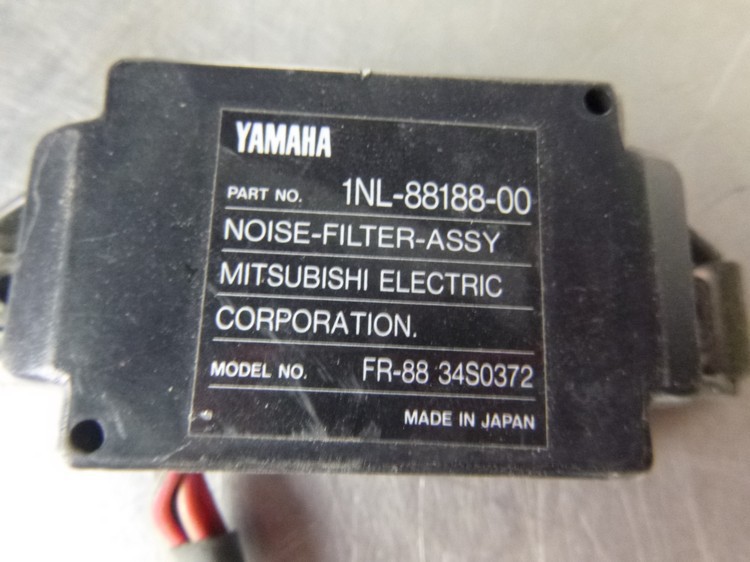 YAMAHA
PART NO. 1NL-88188-00
NOISE-FILTER-ASSY
MITSUBISHI ELECTRIC
CORPORATION.
MODEL NO. FR-88 34S0372
MADE IN JAPAN